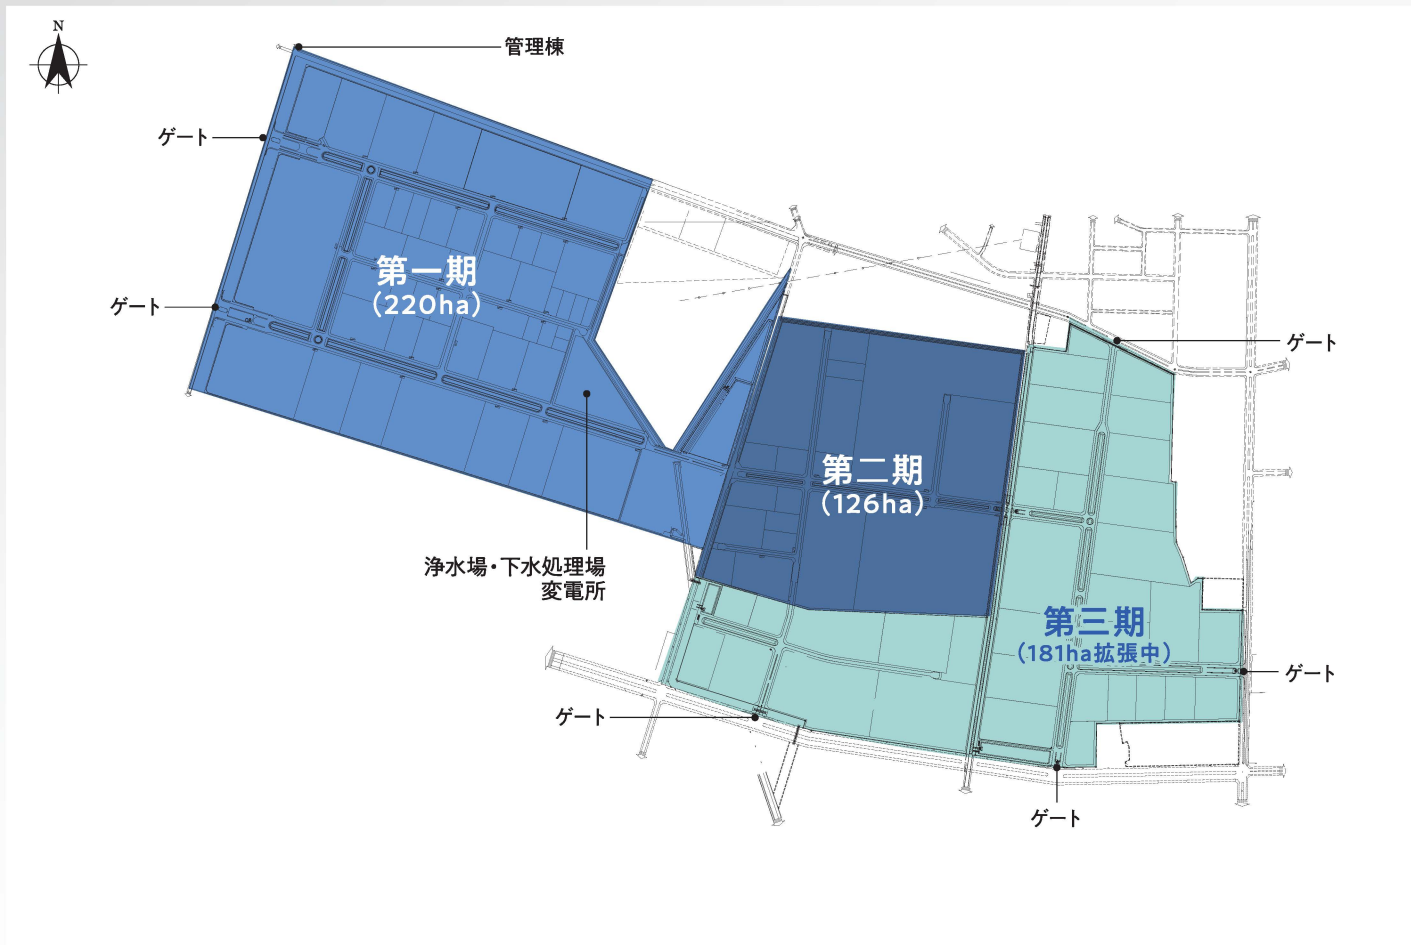 N
管理棟
ゲート
第一期
（220ha）
ゲート
ゲート
第二期
（126ha）
浄水場・下水処理場
変電所
第三期
（181ha拡張中）
ゲート
ゲート
ゲート